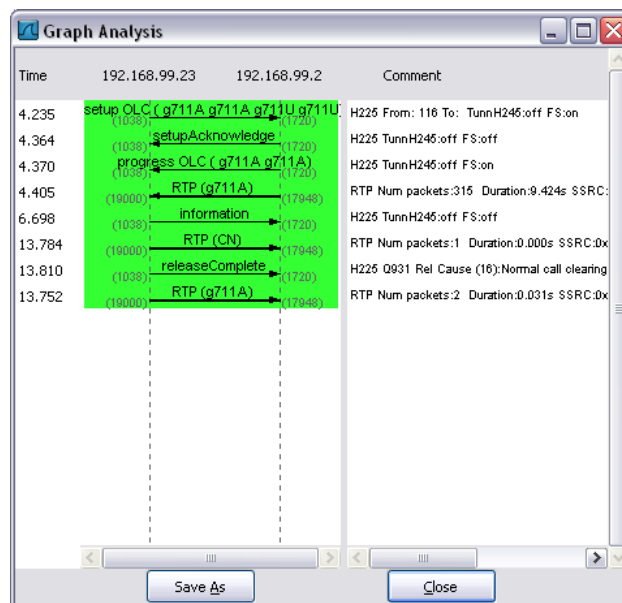 Graph Analysis
Time 192.168.99.23 192.168.99.2 Comment
4.235 setup OLC ( g711A g711A g711U g711U) H225 From: 116 To: TunnH245:off FS:on
(1038) (1720)
4.364 setupAcknowledge H225 TunnH245:off FS:off
(1038) (1720)
4.370 progress OLC ( g711A g711A) H225 TunnH245:off FS:on
(1038) (1720)
4.405 RTP (g711A) RTP Num packets:315 Duration:9.424s SSRC:
(19000) (17948)
6.698 information H225 TunnH245:off FS:off
(1038) (1720)
13.784 RTP (CN) RTP Num packets:1 Duration:0.000s SSRC:0x
(19000) (17948)
13.810 releaseComplete H225 Q931 Rel Cause (16):Normal call clearing
(1038) (1720)
13.752 RTP (g711A) RTP Num packets:2 Duration:0.031s SSRC:0x
(19000) (17948)
Save As Close